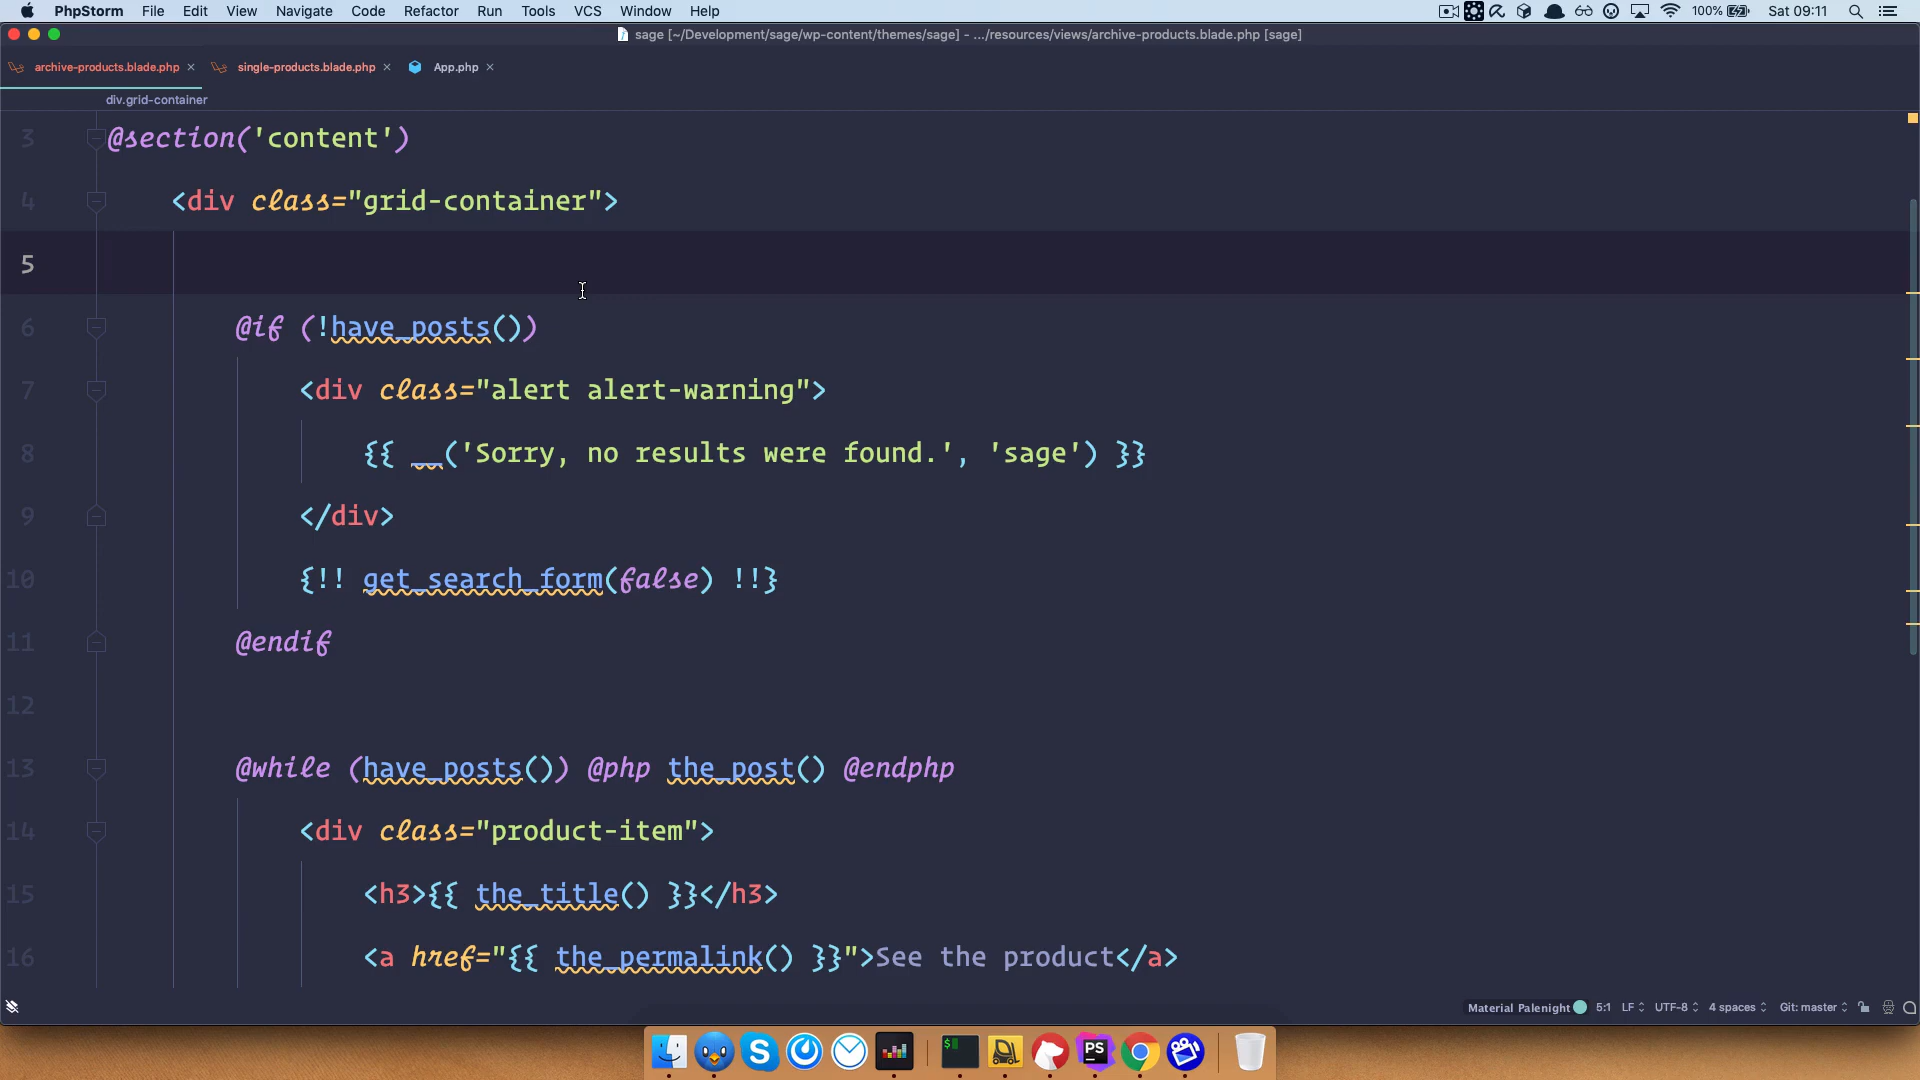 PhpStorm File Edit View Navigate Code Refactor Run Tools VCS Window Help 100% Sat 09:11
sage [~/Development/sage/wp-content/themes/sage] - .../resources/views/archive-products.blade.php [sage]
archive-products.blade.php single-products.blade.php App.php
div.grid-container
3 @section('content')
4 <div class="grid-container">
5
6 @if (!have_posts())
7 <div class="alert alert-warning">
8 {{ __('Sorry, no results were found.', 'sage') }}
9 </div>
10 {!! get_search_form(false) !!}
11 @endif
12
13 @while (have_posts()) @php the_post() @endphp
14 <div class="product-item">
15 <h3>{{ the_title() }}</h3>
16 <a href="{{ the_permalink() }}">See the product</a>
Material Palenight 5:1 LF UTF-8 4 spaces Git: master
S $ PS